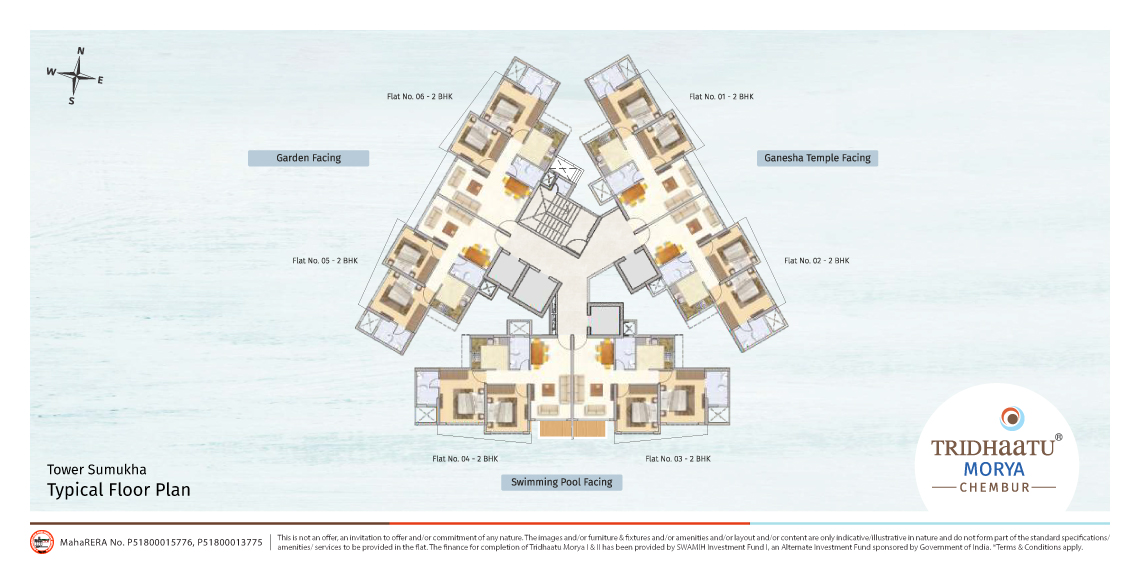 N
W
E
S
Flat No. 06 - 2 BHK
Flat No. 01 - 2 BHK
Garden Facing
Ganesha Temple Facing
Flat No. 05 - 2 BHK
Flat No. 02 - 2 BHK
Flat No. 04 - 2 BHK
Flat No. 03 - 2 BHK
Swimming Pool Facing
Tower Sumukha
Typical Floor Plan
TRIDHaaTU®
MORYA
CHEMBUR
MahaRERA No. P51800015776, P51800013775
This is not an offer, an invitation to offer and/or commitment of any nature. The images and/or furniture & fixtures and/or amenities and/or layout and/or content are only indicative/illustrative in nature and do not form part of the standard specifications/
amenities/ services to be provided in the flat. The finance for completion of Tridhaatu Morya I & II has been provided by SWAMIH Investment Fund I, an Alternate Investment Fund sponsored by Government of India. *Terms & Conditions apply.